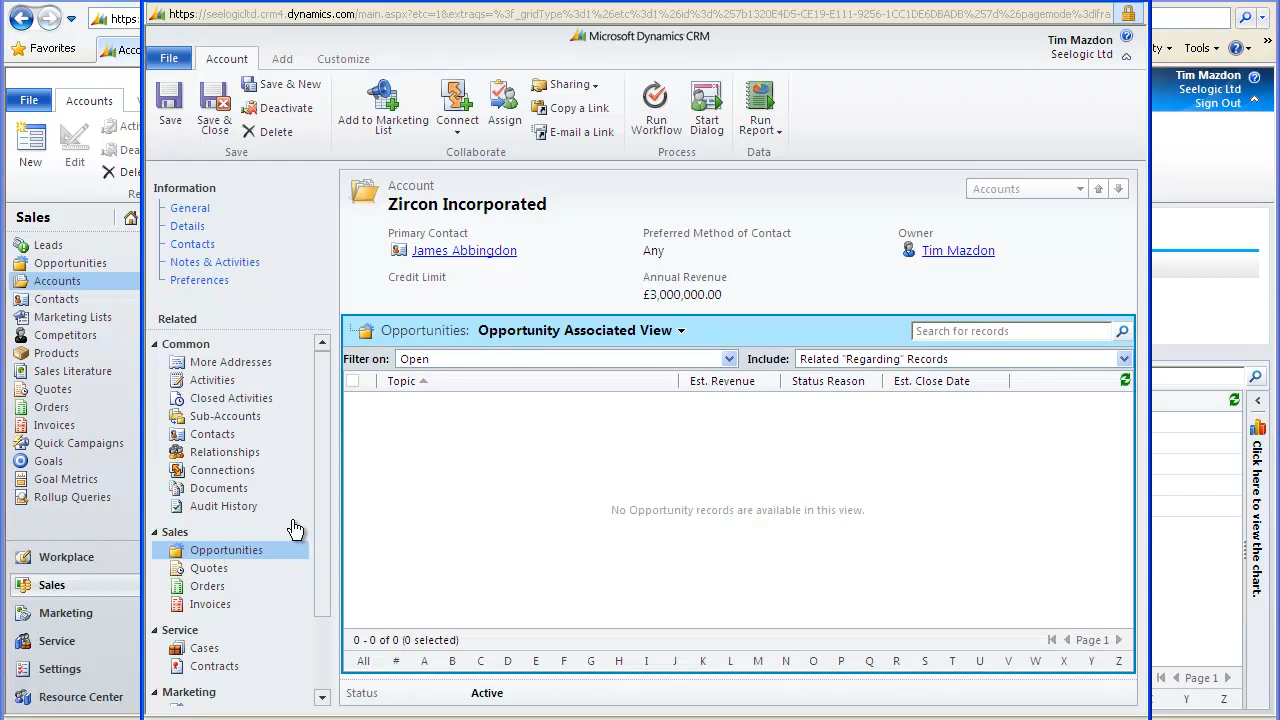 https://seelogicltd.crm4.dynamics.com/main.aspx?etc=1&extraqs=%3f_gridType%3d1%26etc%3d1%26id%3d%257bD1320E4D5-CE19-E111-9256-1CC1DE6DBADB%257d%26pagemode%3difra
Favorites
Acco
https:
Tools
Microsoft Dynamics CRM
Tim Mazdon
Seelogic Ltd
File
Account
Add
Customize
Save
Save & Close
Save & New
Deactivate
Delete
Save
Add to Marketing List
Connect
Assign
Sharing
Copy a Link
E-mail a Link
Collaborate
Run Workflow
Start Dialog
Process
Run Report
Data
Tim Mazdon
Seelogic Ltd
Sign Out
File
Accounts
New
Edit
Activ
Dea
Dele
Re
Sales
Leads
Opportunities
Accounts
Contacts
Marketing Lists
Competitors
Products
Sales Literature
Quotes
Orders
Invoices
Quick Campaigns
Goals
Goal Metrics
Rollup Queries
Workplace
Sales
Marketing
Service
Settings
Resource Center
Information
General
Details
Contacts
Notes & Activities
Preferences
Related
Common
More Addresses
Activities
Closed Activities
Sub-Accounts
Contacts
Relationships
Connections
Documents
Audit History
Sales
Opportunities
Quotes
Orders
Invoices
Service
Cases
Contracts
Marketing
Account
Zircon Incorporated
Accounts
Primary Contact
James Abbingdon
Preferred Method of Contact
Any
Owner
Tim Mazdon
Credit Limit
Annual Revenue
£3,000,000.00
Opportunities: Opportunity Associated View
Search for records
Filter on: Open
Include: Related "Regarding" Records
Topic
Est. Revenue
Status Reason
Est. Close Date
No Opportunity records are available in this view.
0 - 0 of 0 (0 selected)
Page 1
All # A B C D E F G H I J K L M N O P Q R S T U V W X Y Z
Status
Active
Click here to view the chart.
Page 1
Y Z